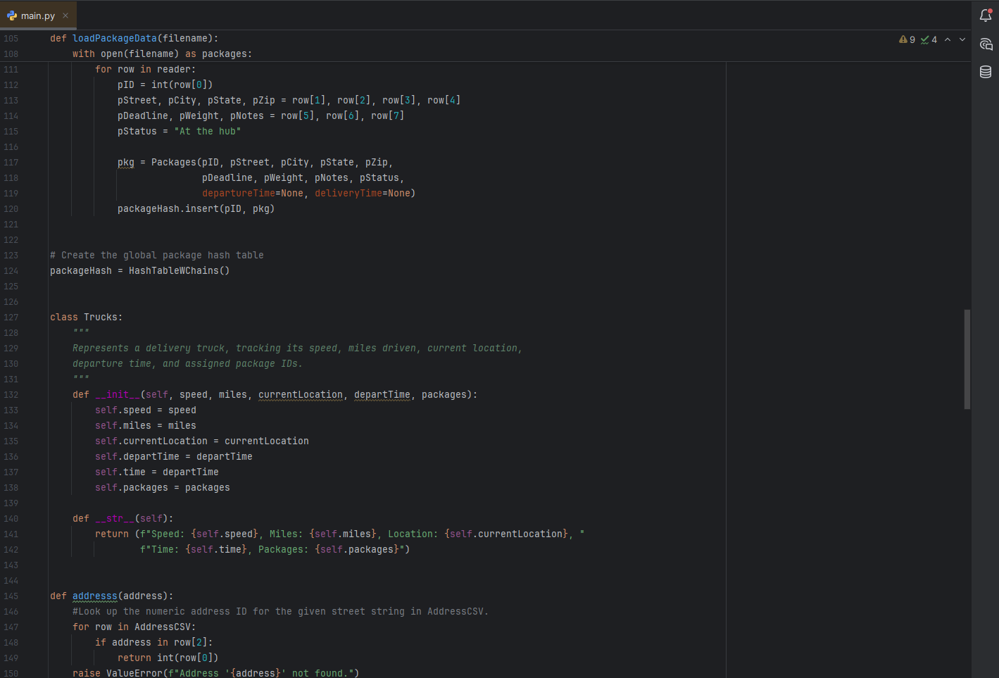 main.py
9 4
105 def loadPackageData(filename):
108 with open(filename) as packages:
111 for row in reader:
112 pID = int(row[0])
113 pStreet, pCity, pState, pZip = row[1], row[2], row[3], row[4]
114 pDeadline, pWeight, pNotes = row[5], row[6], row[7]
115 pStatus = "At the hub"
116
117 pkg = Packages(pID, pStreet, pCity, pState, pZip,
118 pDeadline, pWeight, pNotes, pStatus,
119 departureTime=None, deliveryTime=None)
120 packageHash.insert(pID, pkg)
121
122
123 # Create the global package hash table
124 packageHash = HashTableWChains()
125
126
127 class Trucks:
128 """
129 Represents a delivery truck, tracking its speed, miles driven, current location,
130 departure time, and assigned package IDs.
131 """
132 def __init__(self, speed, miles, currentLocation, departTime, packages):
133 self.speed = speed
134 self.miles = miles
135 self.currentLocation = currentLocation
136 self.departTime = departTime
137 self.time = departTime
138 self.packages = packages
139
140 def __str__(self):
141 return (f"Speed: {self.speed}, Miles: {self.miles}, Location: {self.currentLocation}, "
142 f"Time: {self.time}, Packages: {self.packages}")
143
144
145 def addresss(address):
146 #Look up the numeric address ID for the given street string in AddressCSV.
147 for row in AddressCSV:
148 if address in row[2]:
149 return int(row[0])
150 raise ValueError(f"Address '{address}' not found.")